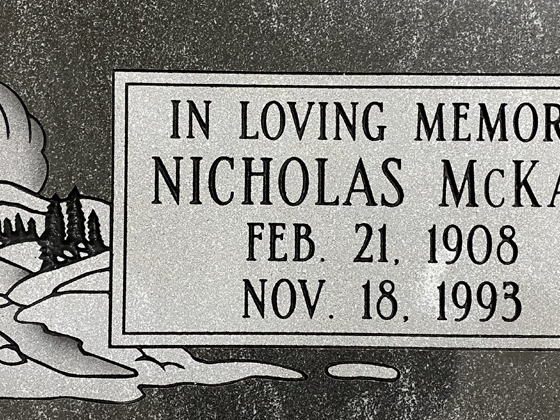 IN LOVING MEMOR
NICHOLAS McKA
FEB. 21, 1908
NOV. 18, 1993